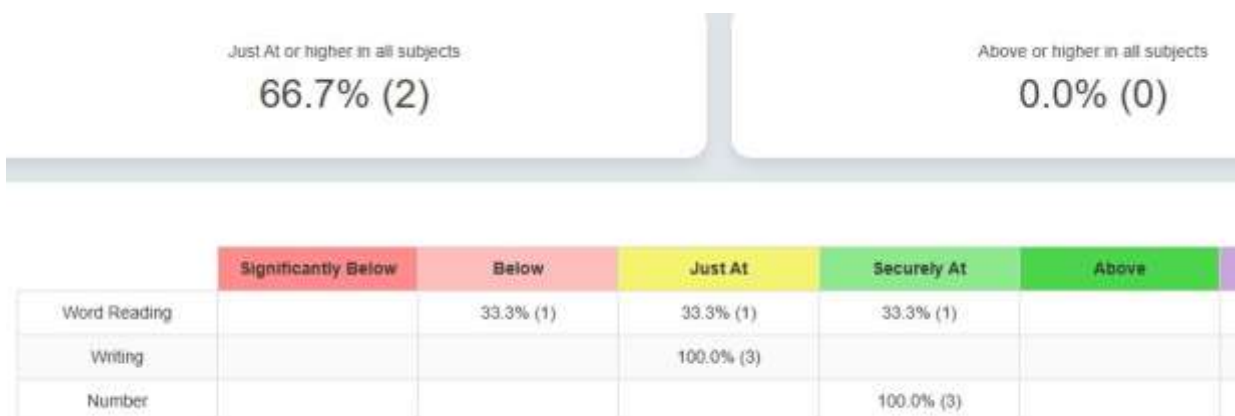 Just At or higher in all subjects
66.7% (2)
Above or higher in all subjects
0.0% (0)
Significantly Below Below Just At Securely At Above
Word Reading 33.3% (1) 33.3% (1) 33.3% (1)
Writing 100.0% (3)
Number 100.0% (3)